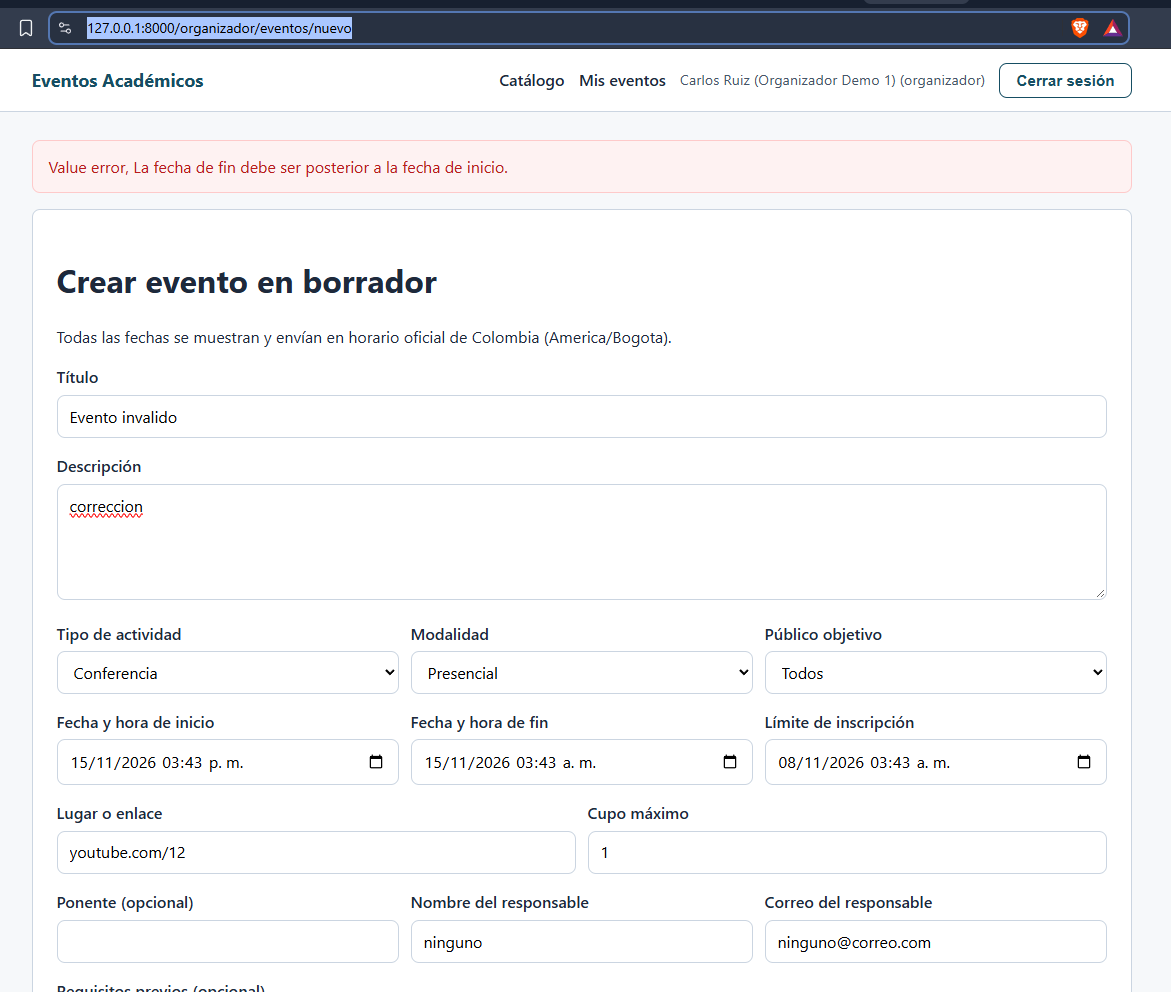 127.0.0.1:8000/organizador/eventos/nuevo
Eventos Académicos
Catálogo Mis eventos Carlos Ruiz (Organizador Demo 1) (organizador) Cerrar sesión
Value error, La fecha de fin debe ser posterior a la fecha de inicio.
Crear evento en borrador
Todas las fechas se muestran y envían en horario oficial de Colombia (America/Bogota).
Título
Evento invalido
Descripción
correccion
Tipo de actividad Modalidad Público objetivo
Conferencia Presencial Todos
Fecha y hora de inicio Fecha y hora de fin Límite de inscripción
15/11/2026 03:43 p. m. 15/11/2026 03:43 a. m. 08/11/2026 03:43 a. m.
Lugar o enlace Cupo máximo
youtube.com/12 1
Ponente (opcional) Nombre del responsable Correo del responsable
ninguno ninguno@correo.com
Requisitos previos (opcional)